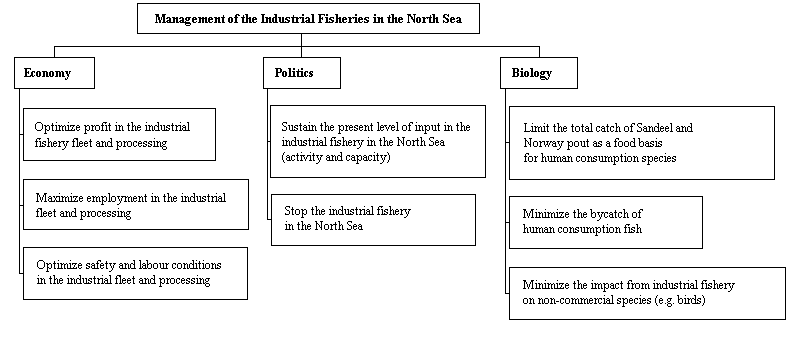 Management of the Industrial Fisheries in the North Sea
Economy
Optimize profit in the industrial
fishery fleet and processing
Maximize employment in the industrial
fleet and processing
Optimize safety and labour conditions
in the industrial fleet and processing
Politics
Sustain the present level of input in the
industrial fishery in the North Sea
(activity and capacity)
Stop the industrial fishery
in the North Sea
Biology
Limit the total catch of Sandeel and
Norway pout as a food basis
for human consumption species
Minimize the bycatch of
human consumption fish
Minimize the impact from industrial fishery
on non-commercial species (e.g. birds)